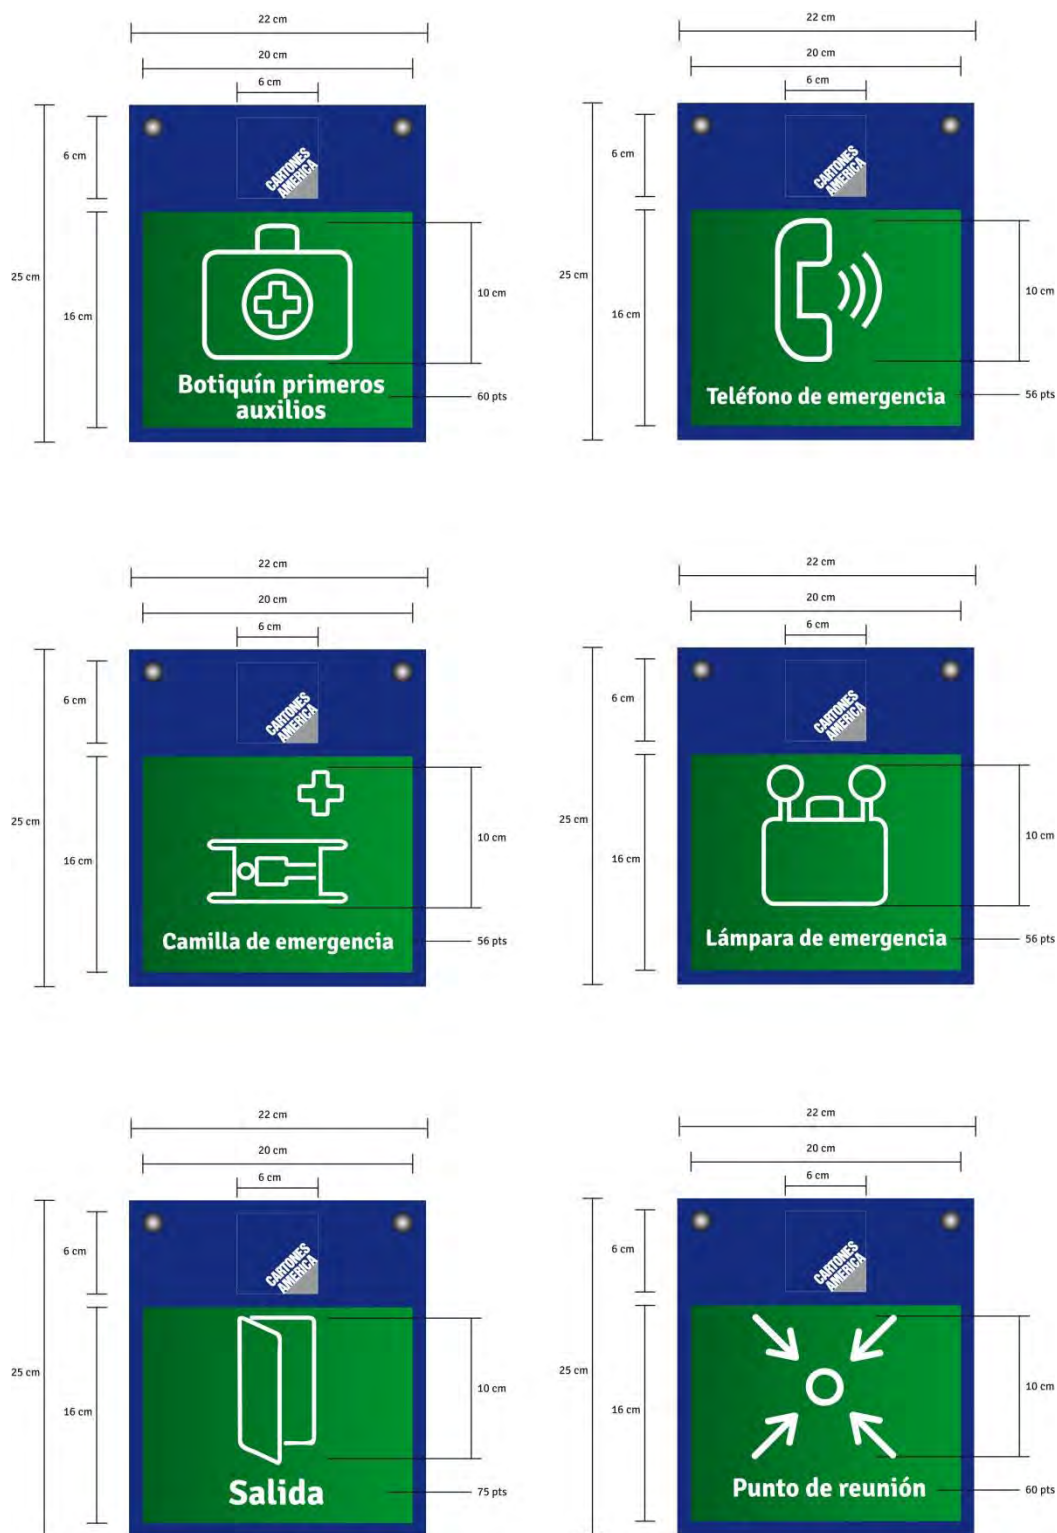 22 cm
20 cm
6 cm
6 cm
CARTONES
AMERICA
25 cm
16 cm
10 cm
Botiquín primeros
auxilios
60 pts
22 cm
20 cm
6 cm
6 cm
CARTONES
AMERICA
25 cm
16 cm
10 cm
Teléfono de emergencia
56 pts
22 cm
20 cm
6 cm
6 cm
CARTONES
AMERICA
25 cm
16 cm
10 cm
Camilla de emergencia
56 pts
22 cm
20 cm
6 cm
6 cm
CARTONES
AMERICA
25 cm
16 cm
10 cm
Lámpara de emergencia
56 pts
22 cm
20 cm
6 cm
6 cm
CARTONES
AMERICA
25 cm
16 cm
10 cm
Salida
75 pts
22 cm
20 cm
6 cm
6 cm
CARTONES
AMERICA
25 cm
16 cm
10 cm
Punto de reunión
60 pts